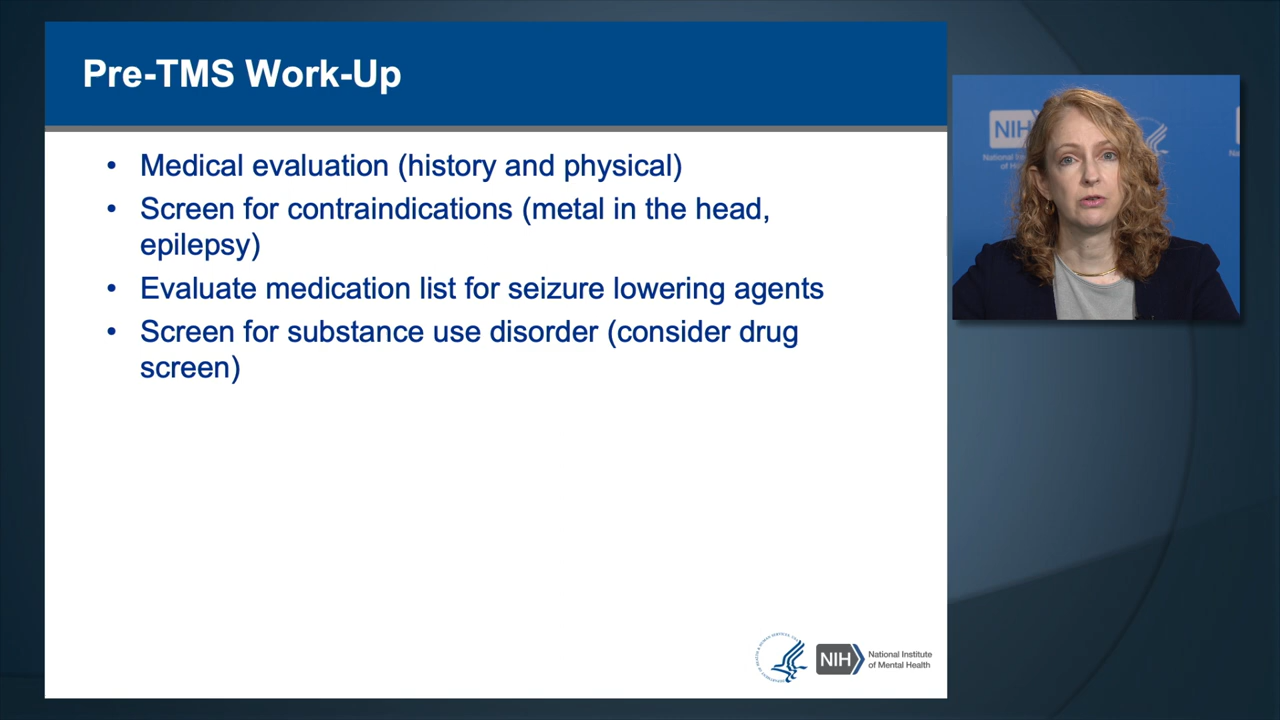 Pre-TMS Work-Up
• Medical evaluation (history and physical)
• Screen for contraindications (metal in the head,
epilepsy)
• Evaluate medication list for seizure lowering agents
• Screen for substance use disorder (consider drug
screen)
NIH
National Institute
of Mental Health
NIH